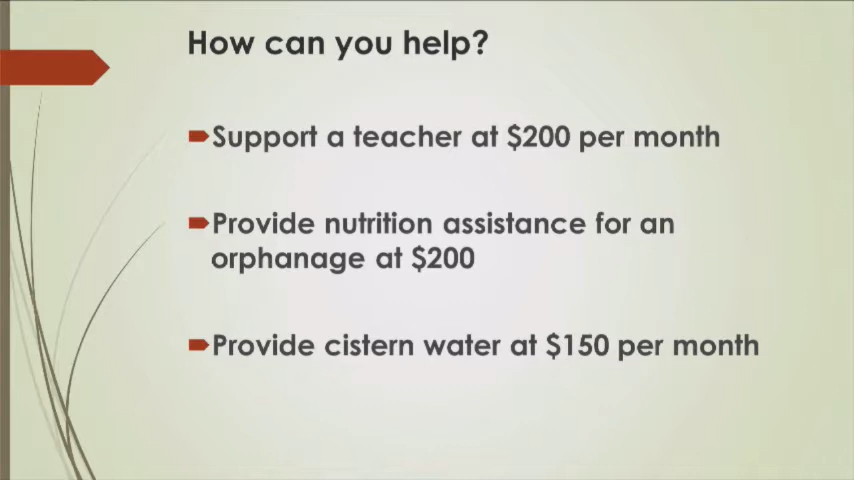 How can you help?
Support a teacher at $200 per month
Provide nutrition assistance for an
orphanage at $200
Provide cistern water at $150 per month